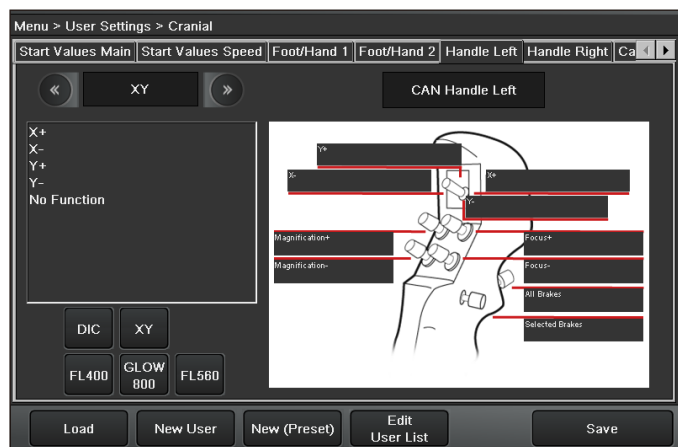 Menu > User Settings > Cranial
Start Values Main Start Values Speed Foot/Hand 1 Foot/Hand 2 Handle Left Handle Right Ca
« XY »
CAN Handle Left
X+
X-
Y+
Y-
No Function
Y+
X- X+
Y-
Magnification+ Focus+
Magnification- Focus-
All Brakes
Selected Brakes
DIC XY
FL400 GLOW 800 FL560
Load New User New (Preset) Edit User List Save